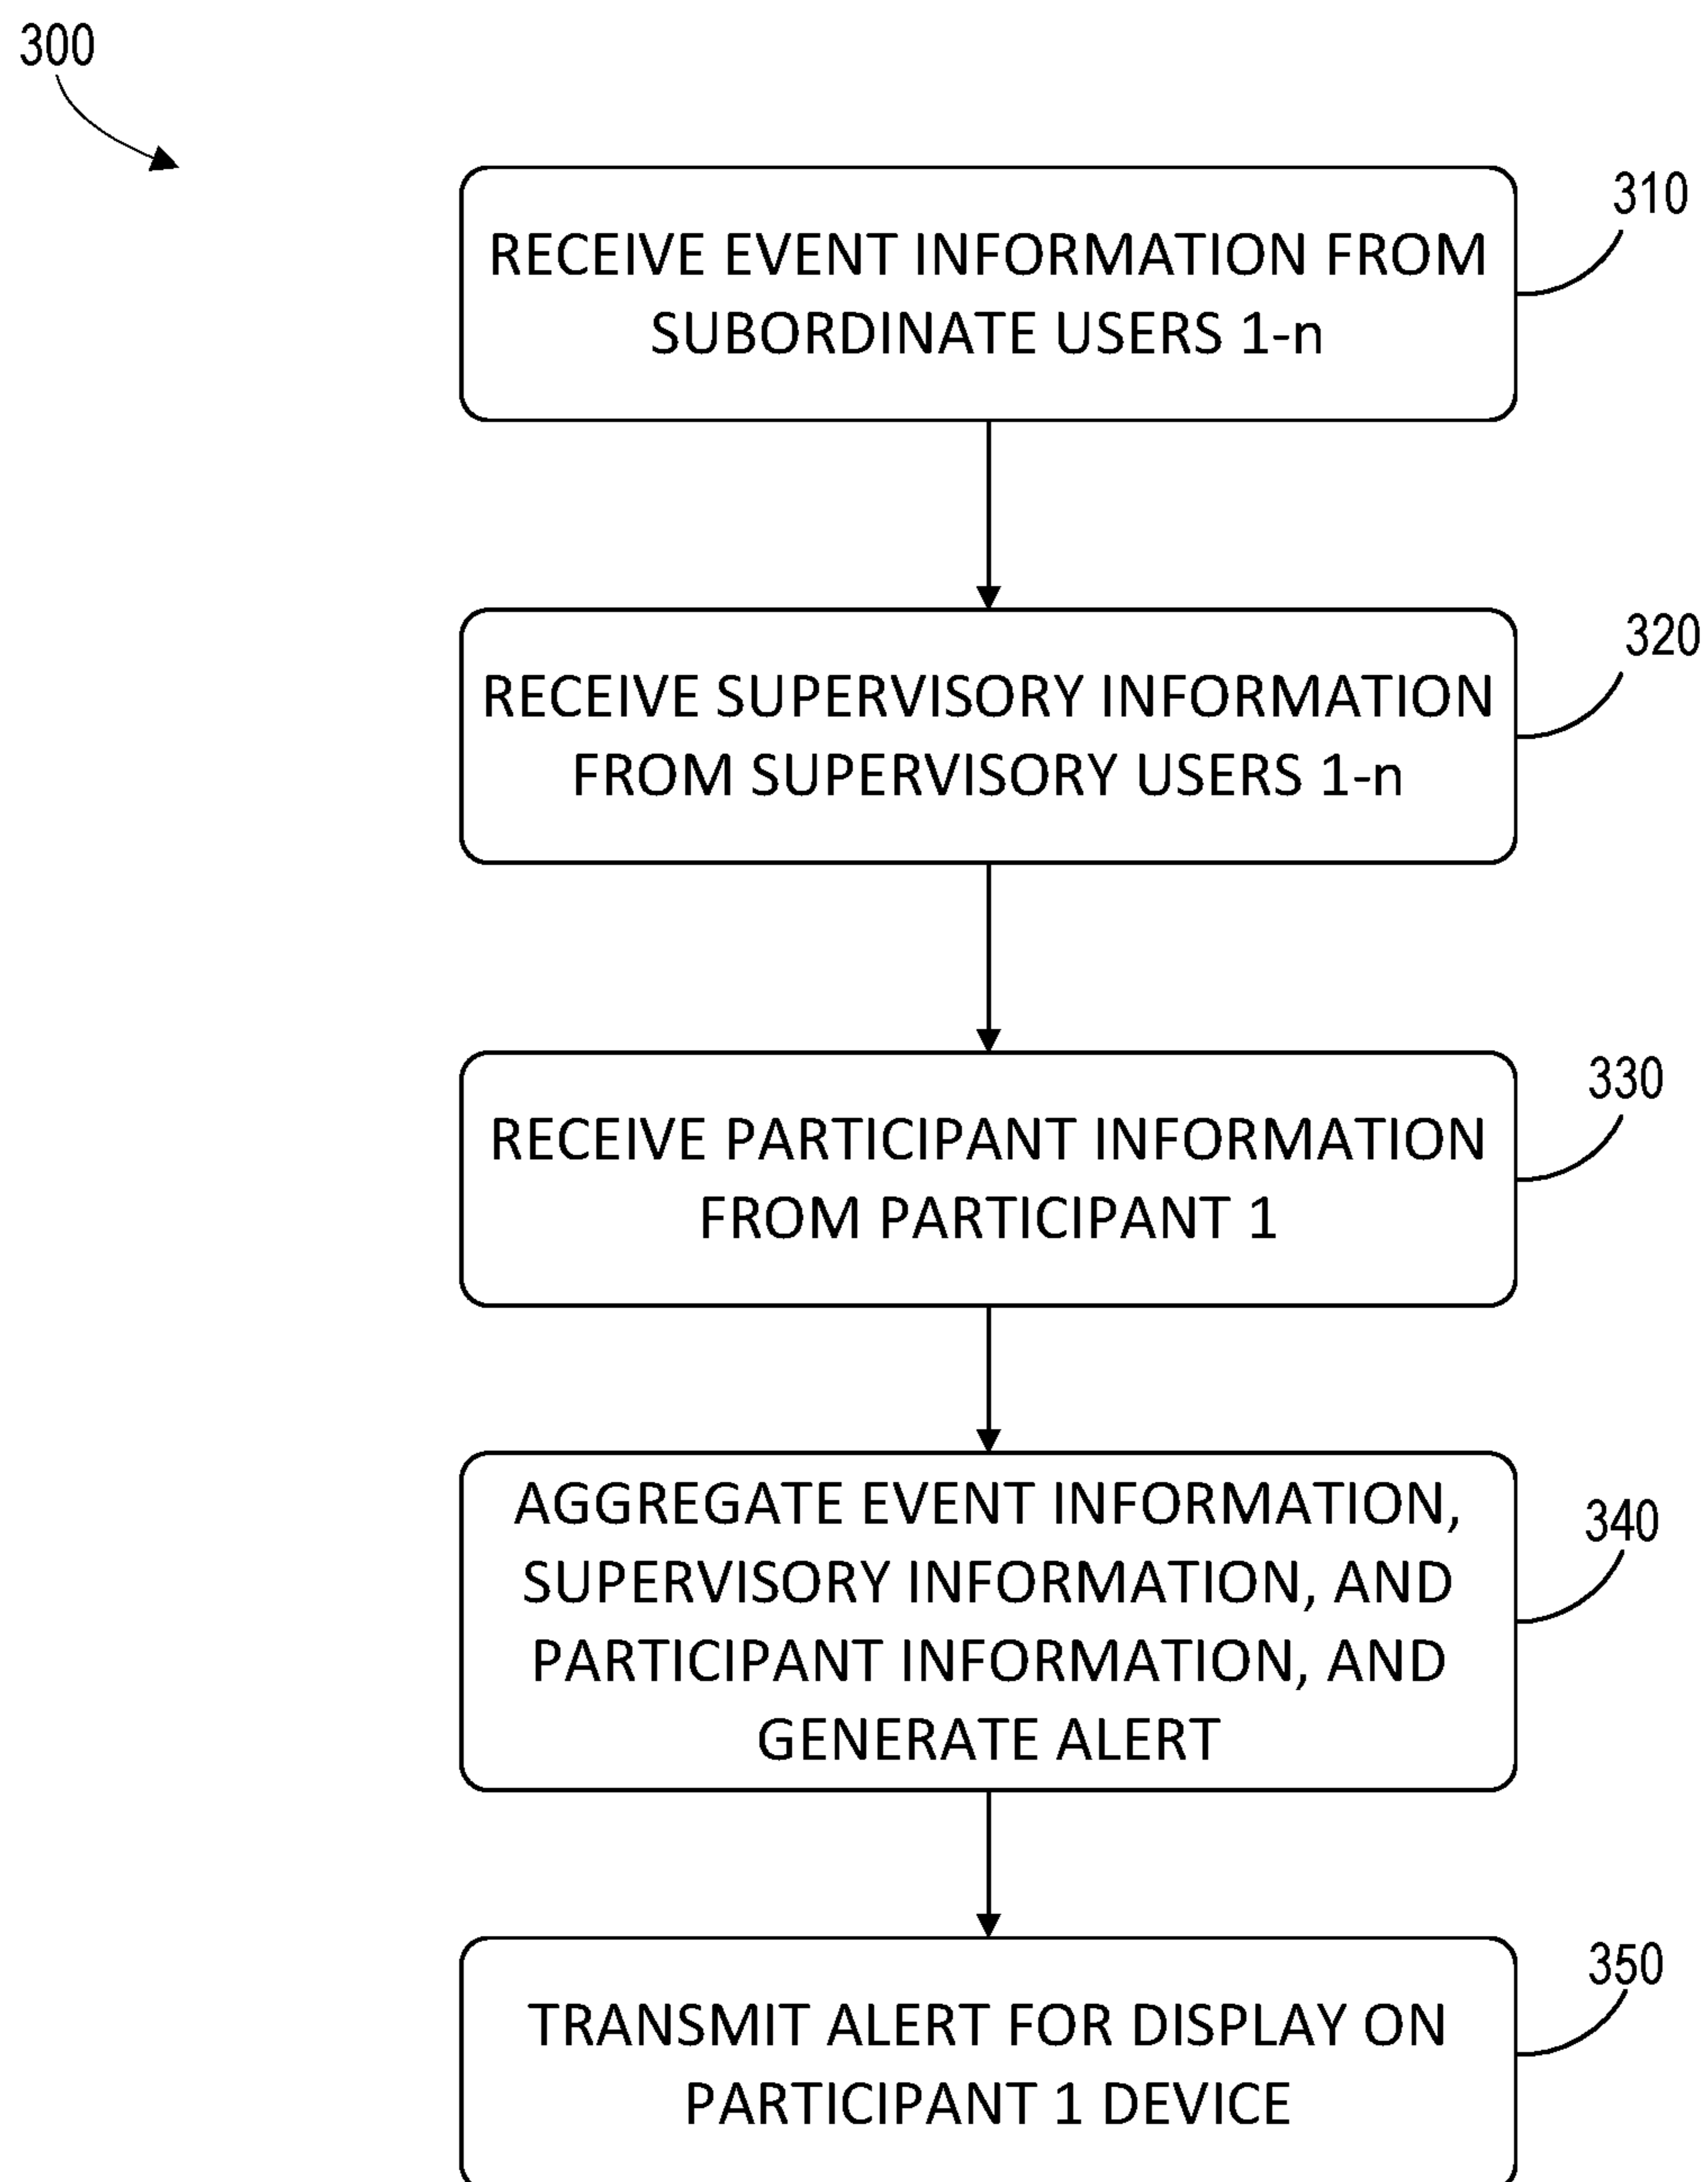 300
310
RECEIVE EVENT INFORMATION FROM
SUBORDINATE USERS 1-n
320
RECEIVE SUPERVISORY INFORMATION
FROM SUPERVISORY USERS 1-n
330
RECEIVE PARTICIPANT INFORMATION
FROM PARTICIPANT 1
340
AGGREGATE EVENT INFORMATION,
SUPERVISORY INFORMATION, AND
PARTICIPANT INFORMATION, AND
GENERATE ALERT
350
TRANSMIT ALERT FOR DISPLAY ON
PARTICIPANT 1 DEVICE